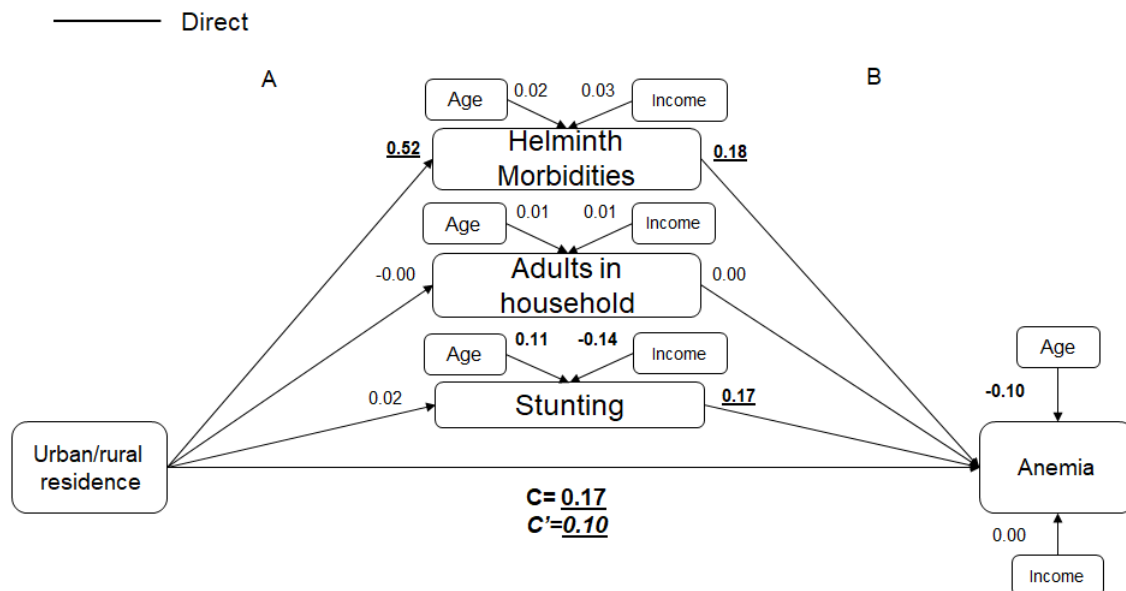 Direct
A
B
Age
0.02
0.03
Income
0.52
Helminth
Morbidities
0.18
Age
0.01
0.01
Income
-0.00
Adults in
household
0.00
Age
0.11
-0.14
Income
0.02
Stunting
0.17
Age
-0.10
Urban/rural
residence
Anemia
C= 0.17
C'=0.10
0.00
Income